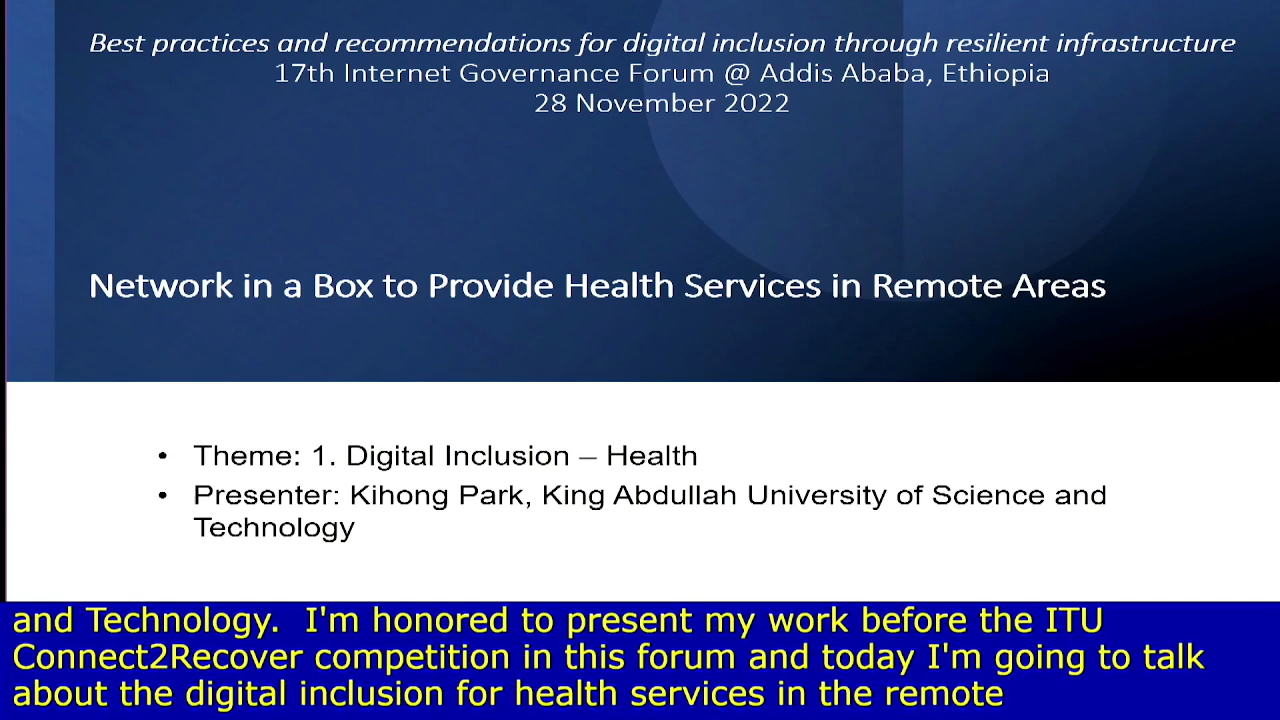 Best practices and recommendations for digital inclusion through resilient infrastructure
17th Internet Governance Forum @ Addis Ababa, Ethiopia
28 November 2022
Network in a Box to Provide Health Services in Remote Areas
• Theme: 1. Digital Inclusion – Health
• Presenter: Kihong Park, King Abdullah University of Science and
Technology
and Technology.  I'm honored to present my work before the ITU
Connect2Recover competition in this forum and today I'm going to talk
about the digital inclusion for health services in the remote